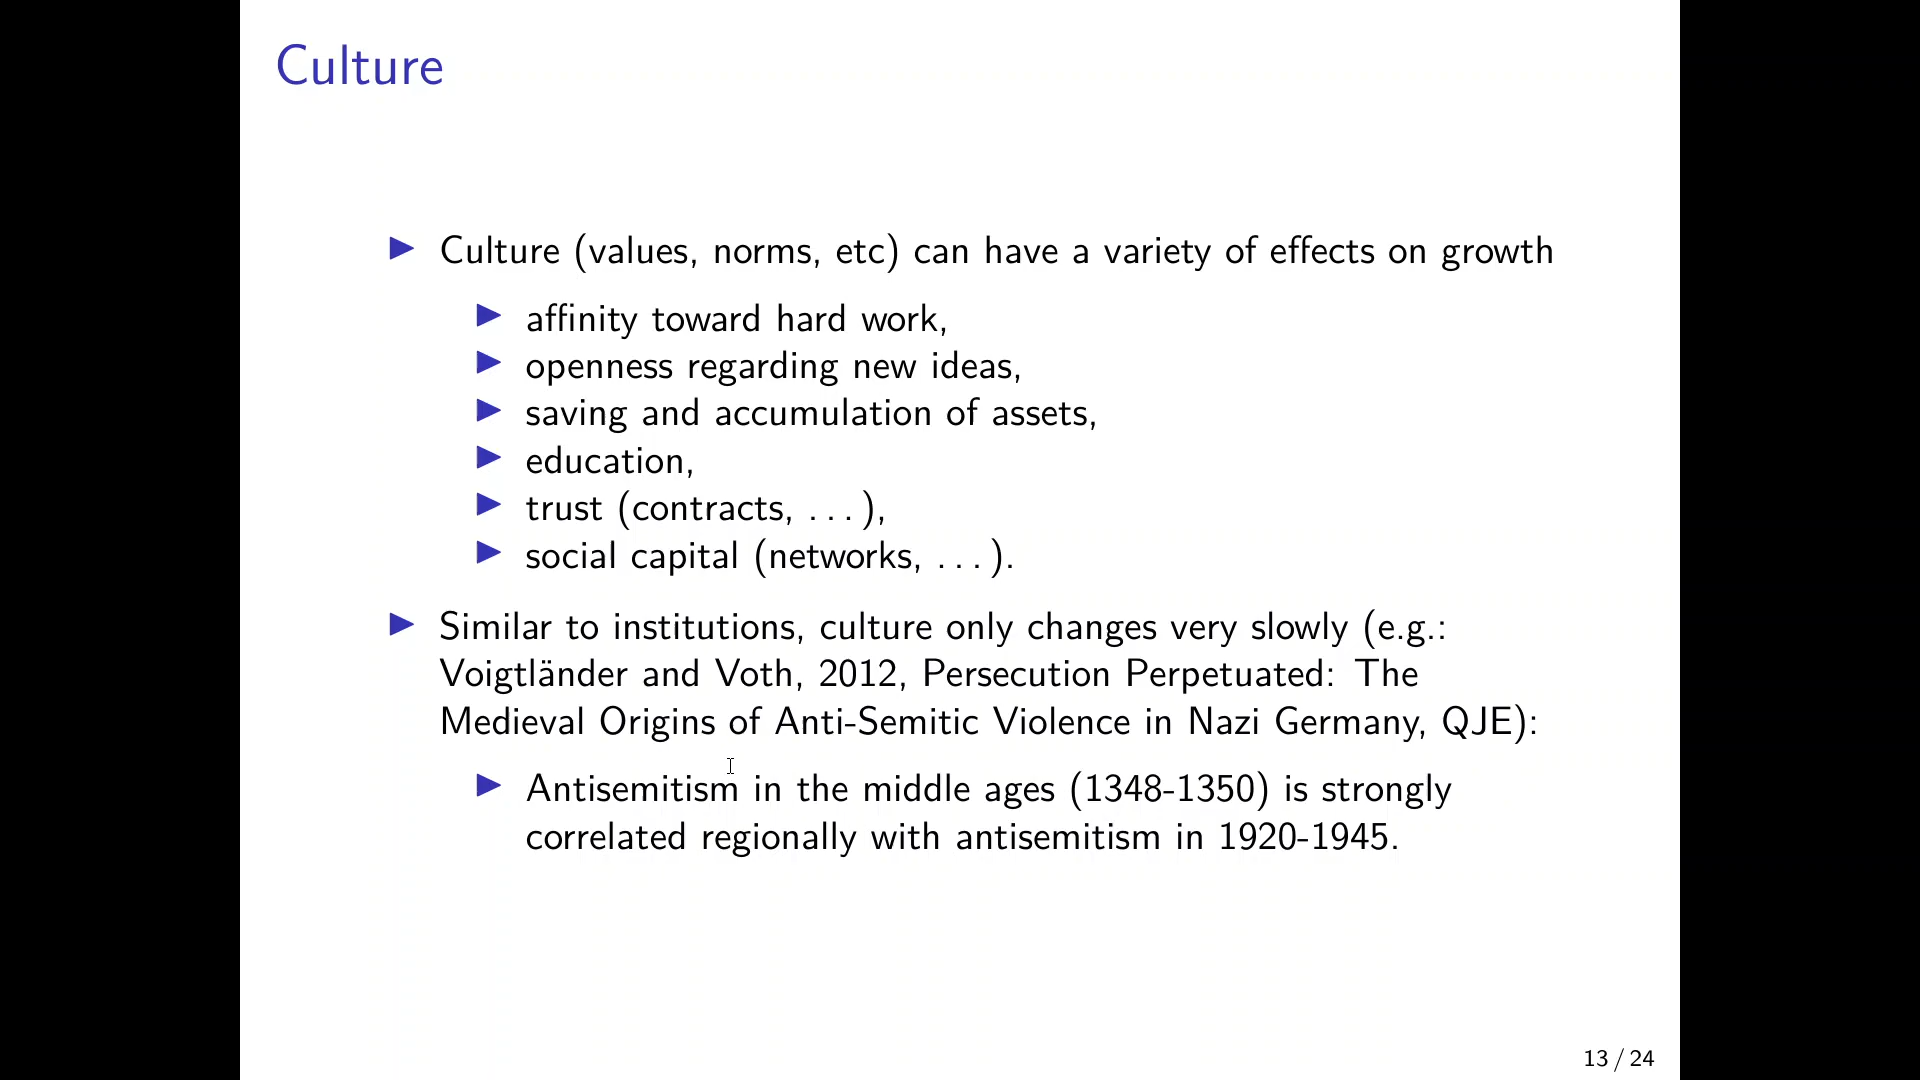 Culture
Culture (values, norms, etc) can have a variety of effects on growth
affinity toward hard work,
openness regarding new ideas,
saving and accumulation of assets,
education,
trust (contracts, . . . ),
social capital (networks, . . . ).
Similar to institutions, culture only changes very slowly (e.g.:
Voigtländer and Voth, 2012, Persecution Perpetuated: The
Medieval Origins of Anti-Semitic Violence in Nazi Germany, QJE):
Antisemitism in the middle ages (1348-1350) is strongly
correlated regionally with antisemitism in 1920-1945.
13 / 24